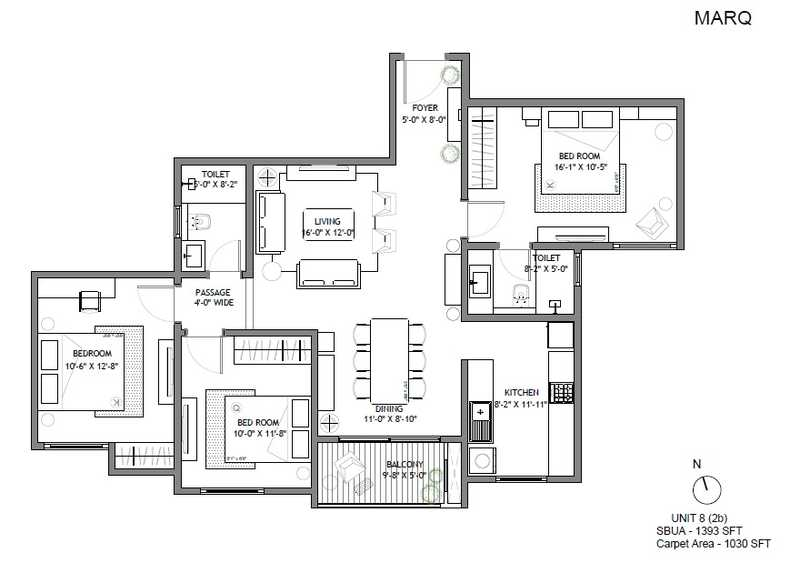 MARQ
FOYER
5'-0" X 8'-0"
BED ROOM
16'-1" X 10'-5"
TOILET
5'-0" X 8'-2"
LIVING
16'-0" X 12'-0"
TOILET
8'-2" X 5'-0"
PASSAGE
4'-0" WIDE
BEDROOM
10'-6" X 12'-8"
KITCHEN
8'-2" X 11'-11"
DINING
11'-0" X 8'-10"
BED ROOM
10'-0" X 11'-8"
BALCONY
9'-8" X 5'-0"
N
UNIT 8 (2b)
SBUA - 1393 SFT
Carpet Area - 1030 SFT